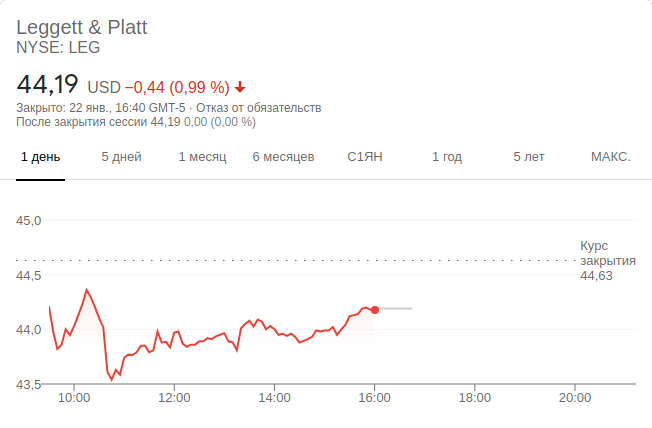 Leggett & Platt
NYSE: LEG
44,19 USD −0,44 (0,99 %)
Закрыто: 22 янв., 16:40 GMT-5 · Отказ от обязательств
После закрытия сессии 44,19 0,00 (0,00 %)
1 день 5 дней 1 месяц 6 месяцев С1ЯН 1 год 5 лет МАКС.
45,0
Курс
закрытия
44,63
44,5
44,0
43,5
10:00 12:00 14:00 16:00 18:00 20:00